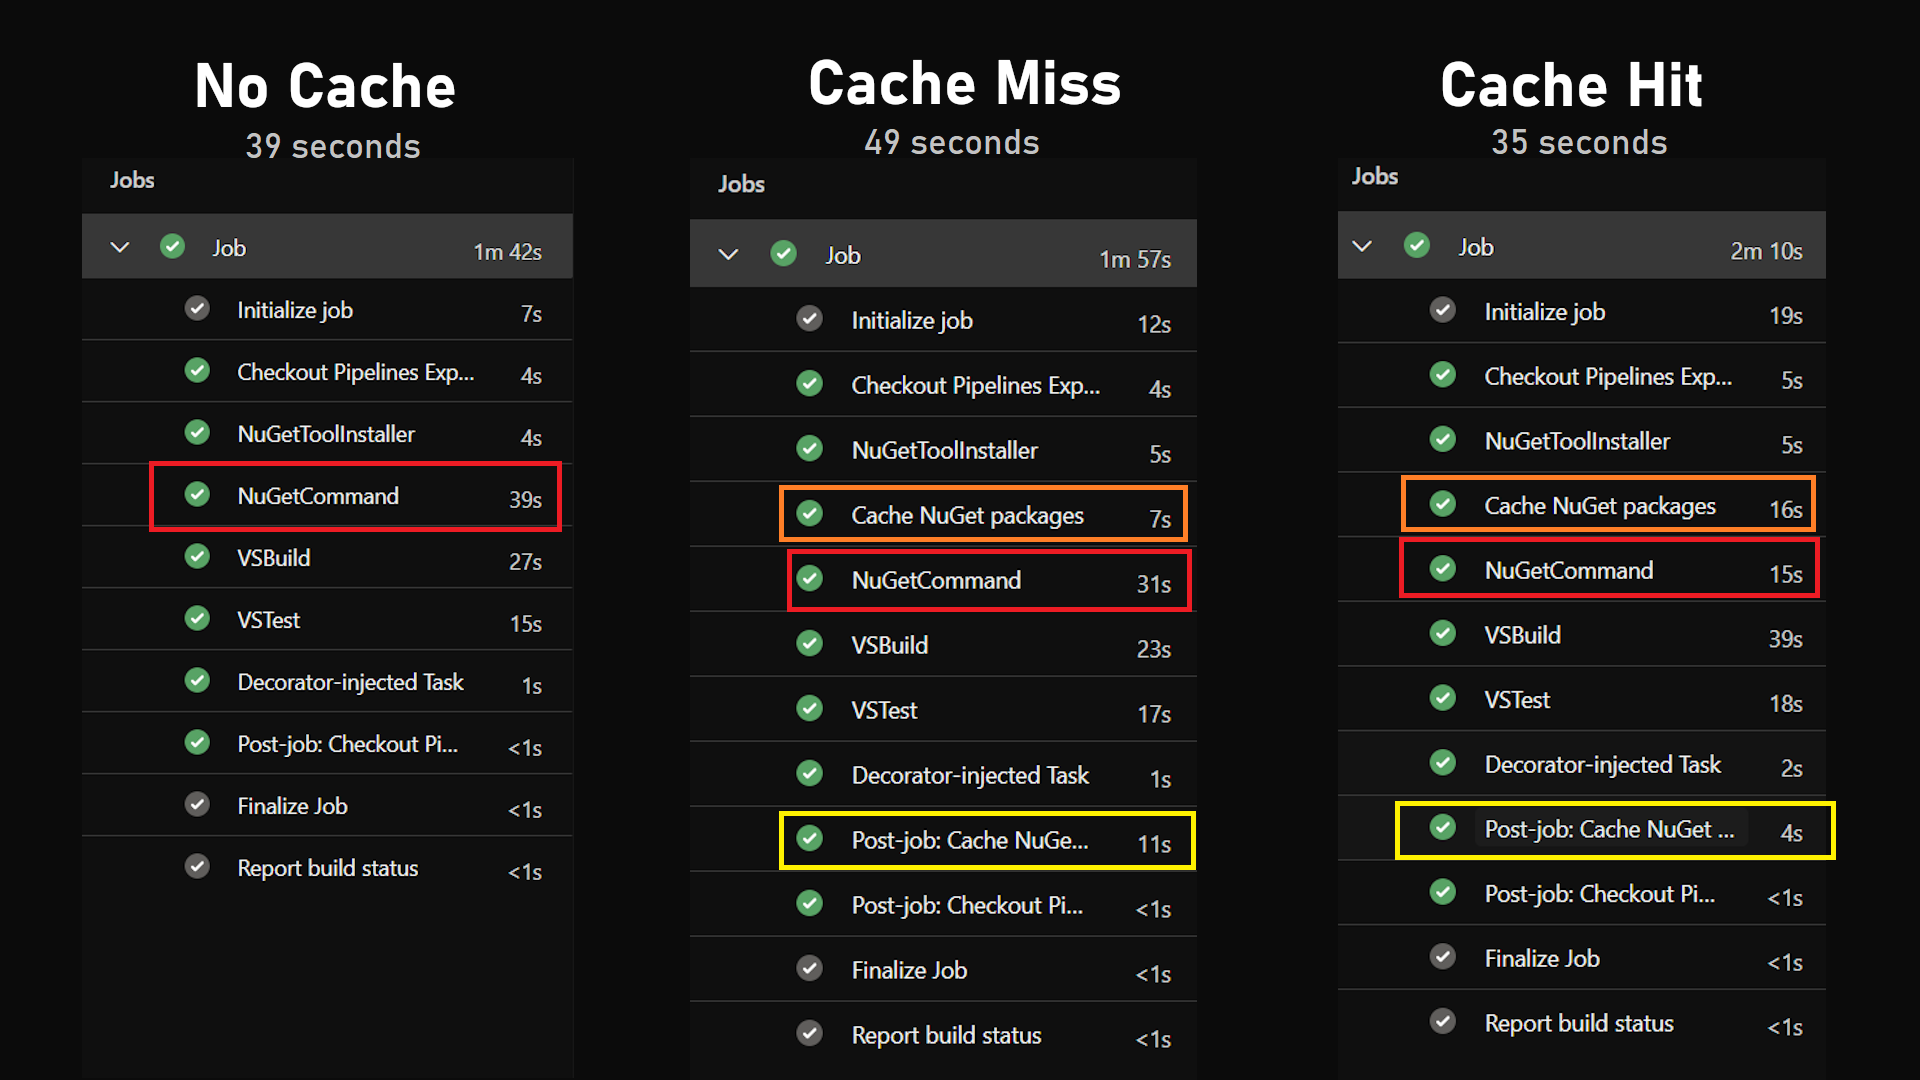 No Cache
39 seconds
Jobs
Job 1m 42s
Initialize job 7s
Checkout Pipelines Exp... 4s
NuGetToolInstaller 4s
NuGetCommand 39s
VSBuild 27s
VSTest 15s
Decorator-injected Task 1s
Post-job: Checkout Pi... <1s
Finalize Job <1s
Report build status <1s
Cache Miss
49 seconds
Jobs
Job 1m 57s
Initialize job 12s
Checkout Pipelines Exp... 4s
NuGetToolInstaller 5s
Cache NuGet packages 7s
NuGetCommand 31s
VSBuild 23s
VSTest 17s
Decorator-injected Task 1s
Post-job: Cache NuGe... 11s
Post-job: Checkout Pi... <1s
Finalize Job <1s
Report build status <1s
Cache Hit
35 seconds
Jobs
Job 2m 10s
Initialize job 19s
Checkout Pipelines Exp... 5s
NuGetToolInstaller 5s
Cache NuGet packages 16s
NuGetCommand 15s
VSBuild 39s
VSTest 18s
Decorator-injected Task 2s
Post-job: Cache NuGet ... 4s
Post-job: Checkout Pi... <1s
Finalize Job <1s
Report build status <1s